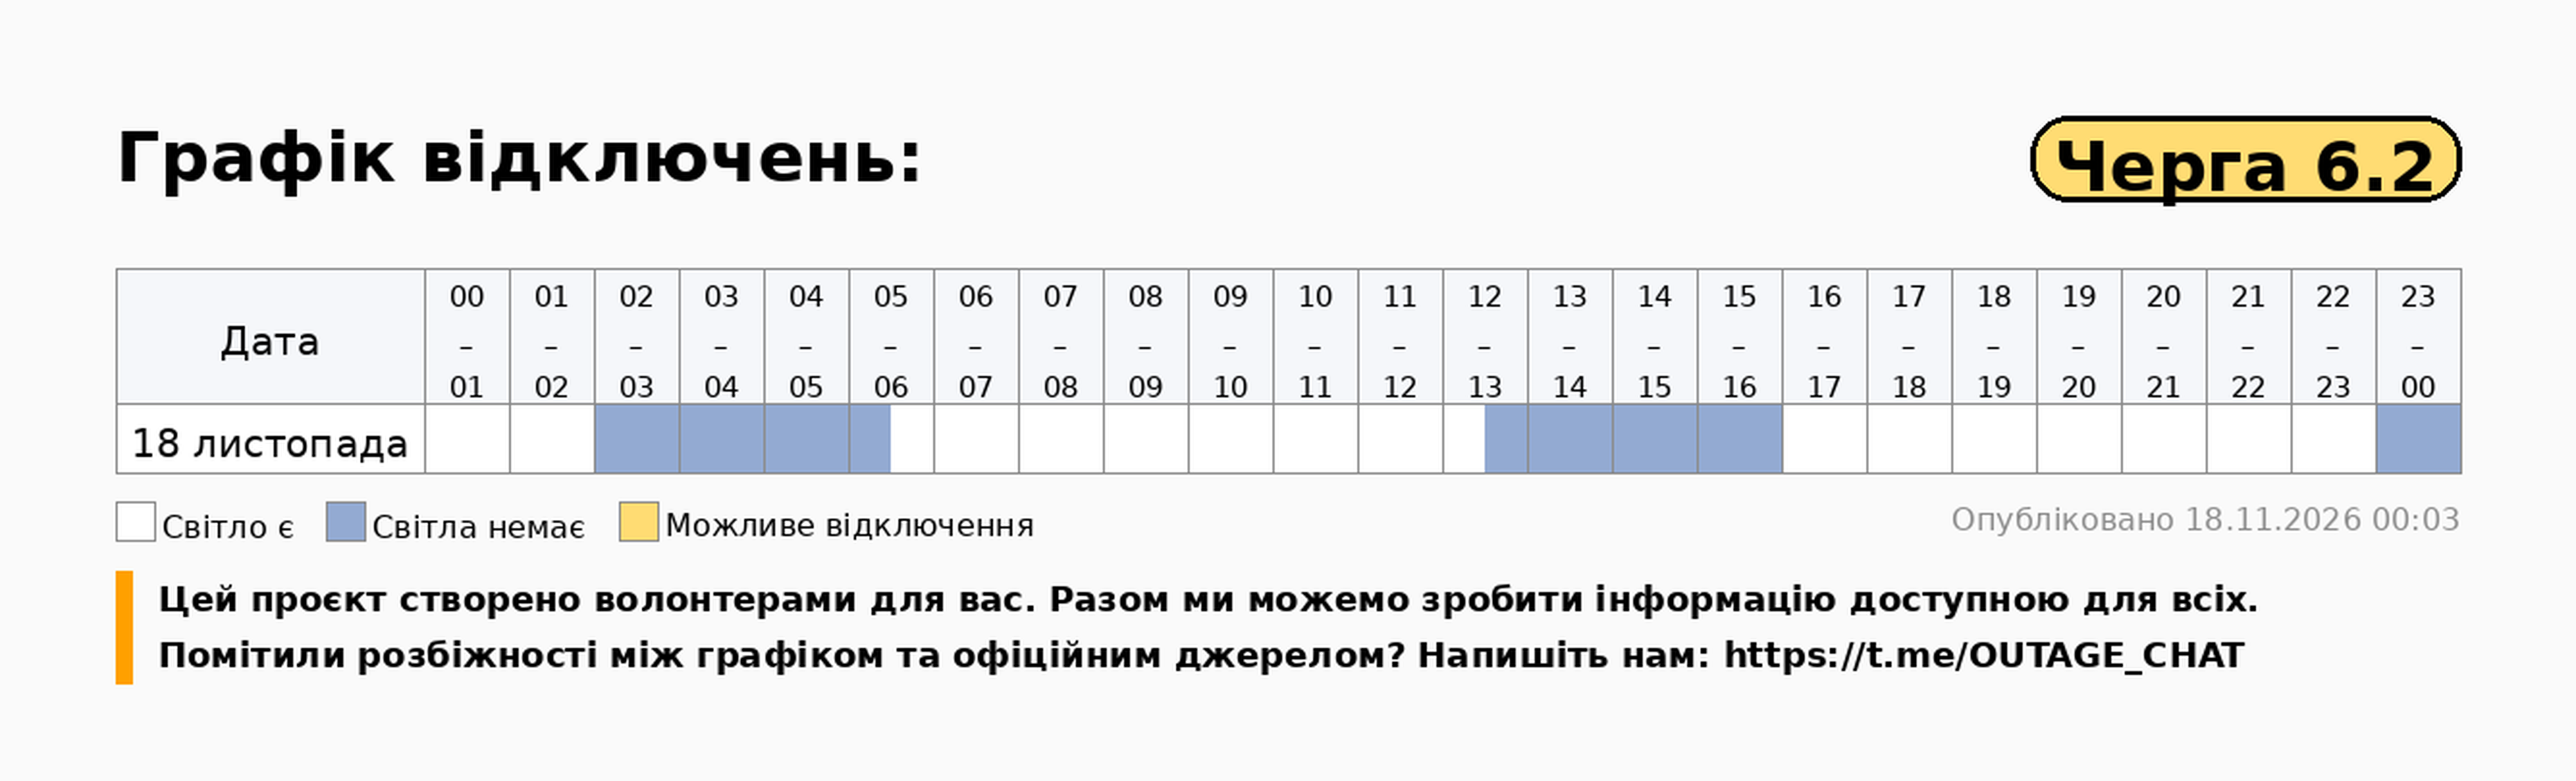 Графік відключень:
Черга 6.2
Дата 00 – 01 01 – 02 02 – 03 03 – 04 04 – 05 05 – 06 06 – 07 07 – 08 08 – 09 09 – 10 10 – 11 11 – 12 12 – 13 13 – 14 14 – 15 15 – 16 16 – 17 17 – 18 18 – 19 19 – 20 20 – 21 21 – 22 22 – 23 23 – 00
18 листопада
Світло є Світла немає Можливе відключення
Опубліковано 18.11.2026 00:03
Цей проєкт створено волонтерами для вас. Разом ми можемо зробити інформацію доступною для всіх.
Помітили розбіжності між графіком та офіційним джерелом? Напишіть нам: https://t.me/OUTAGE_CHAT